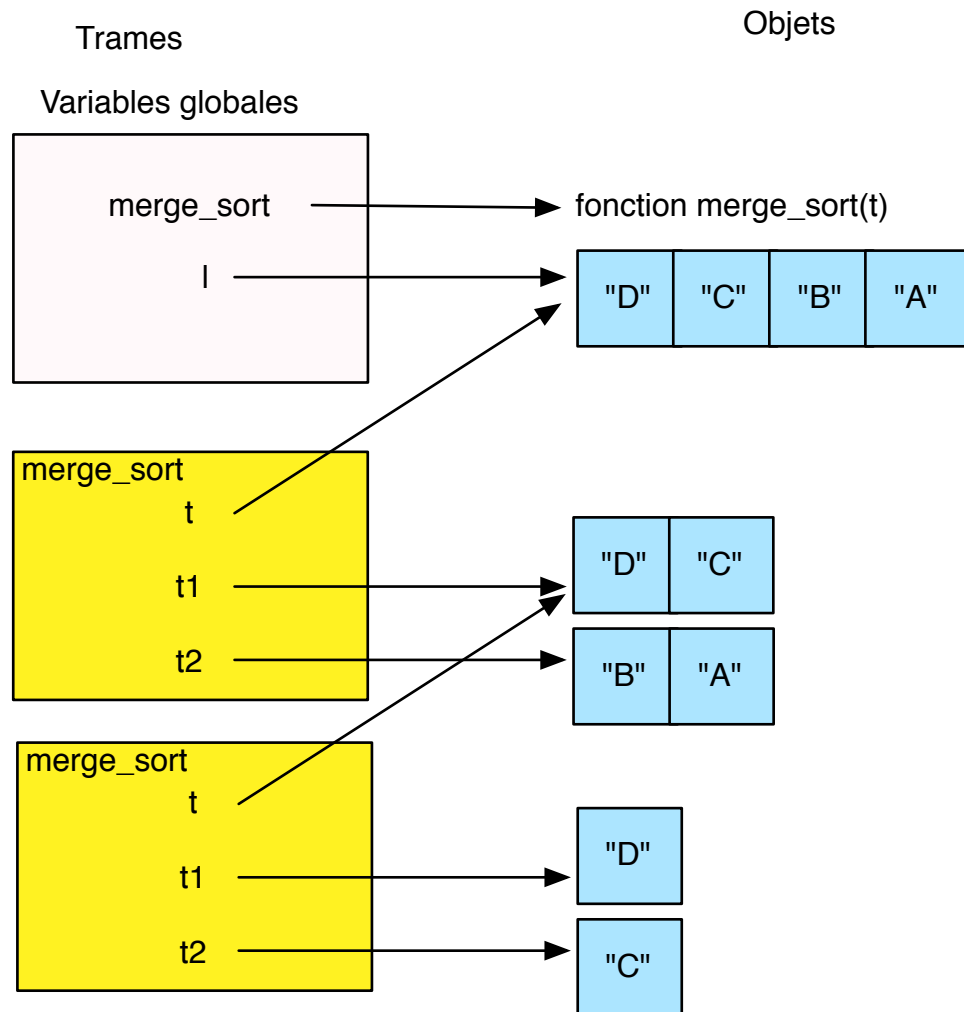 Trames
Objets
Variables globales
merge_sort
fonction merge_sort(t)
l
"D" "C" "B" "A"
merge_sort
t
t1
"D" "C"
t2
"B" "A"
merge_sort
t
t1
"D"
t2
"C"